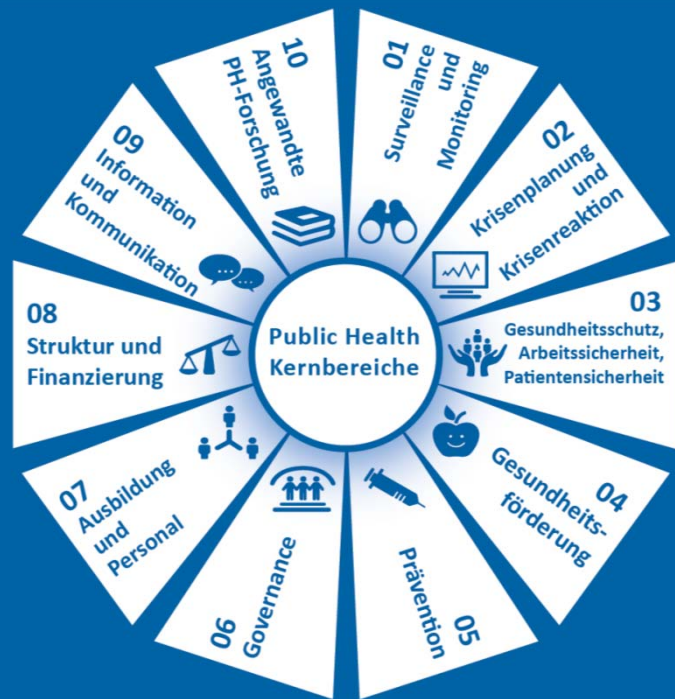 Public Health
Kernbereiche
01
Surveillance
und
Monitoring
02
Krisenplanung
und
Krisenreaktion
03
Gesundheitsschutz,
Arbeitssicherheit,
Patientensicherheit
04
Gesundheits-
förderung
05
Prävention
06
Governance
07
Ausbildung
und
Personal
08
Struktur und
Finanzierung
09
Information
und
Kommunikation
10
Angewandte
PH-Forschung